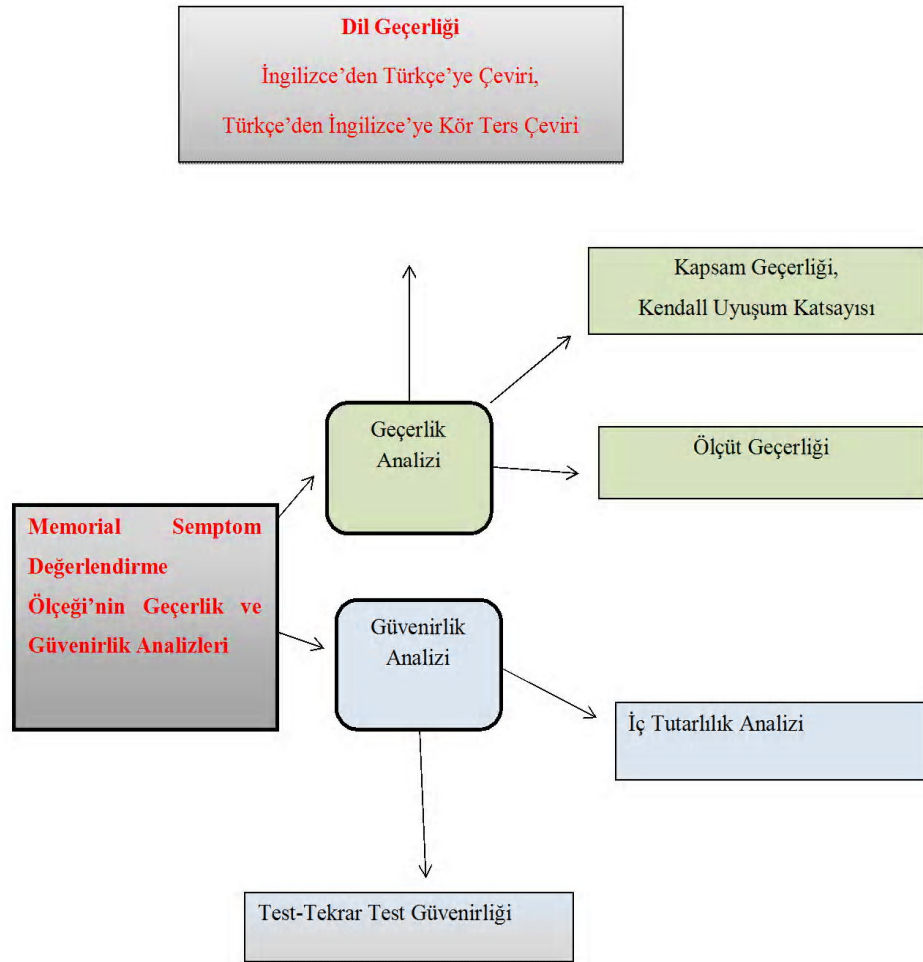 Dil Geçerliği
İngilizce’den Türkçe’ye Çeviri,
Türkçe’den İngilizce’ye Kör Ters Çeviri
Kapsam Geçerliği,
Kendall Uyuşum Katsayısı
Geçerlik
Analizi
Ölçüt Geçerliği
Memorial Semptom
Değerlendirme
Ölçeği’nin Geçerlik ve
Güvenirlik Analizleri
Güvenirlik
Analizi
İç Tutarlılık Analizi
Test-Tekrar Test Güvenirliği